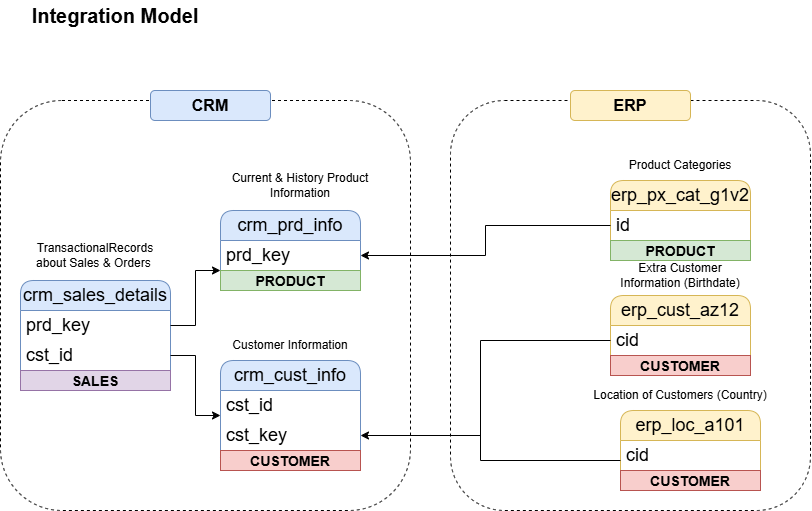 Integration Model
CRM
Current & History Product
Information
crm_prd_info
prd_key
PRODUCT
TransactionalRecords
about Sales & Orders
crm_sales_details
prd_key
cst_id
SALES
Customer Information
crm_cust_info
cst_id
cst_key
CUSTOMER
ERP
Product Categories
erp_px_cat_g1v2
id
PRODUCT
Extra Customer
Information (Birthdate)
erp_cust_az12
cid
CUSTOMER
Location of Customers (Country)
erp_loc_a101
cid
CUSTOMER